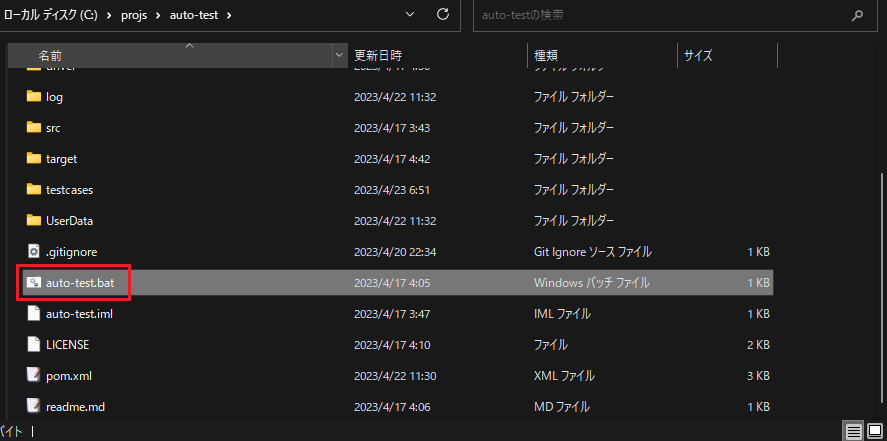 ローカル ディスク (C:) › projs › auto-test ›
auto-testの検索
名前 更新日時 種類 サイズ
log 2023/4/22 11:32 ファイル フォルダー
src 2023/4/17 3:43 ファイル フォルダー
target 2023/4/17 4:42 ファイル フォルダー
testcases 2023/4/23 6:51 ファイル フォルダー
UserData 2023/4/22 11:32 ファイル フォルダー
.gitignore 2023/4/20 22:34 Git Ignore ソース ファイル 1 KB
auto-test.bat 2023/4/17 4:05 Windows バッチ ファイル 1 KB
auto-test.iml 2023/4/17 3:47 IML ファイル 1 KB
LICENSE 2023/4/17 4:10 ファイル 2 KB
pom.xml 2023/4/22 11:30 XML ファイル 3 KB
readme.md 2023/4/17 4:06 MD ファイル 1 KB
バイト